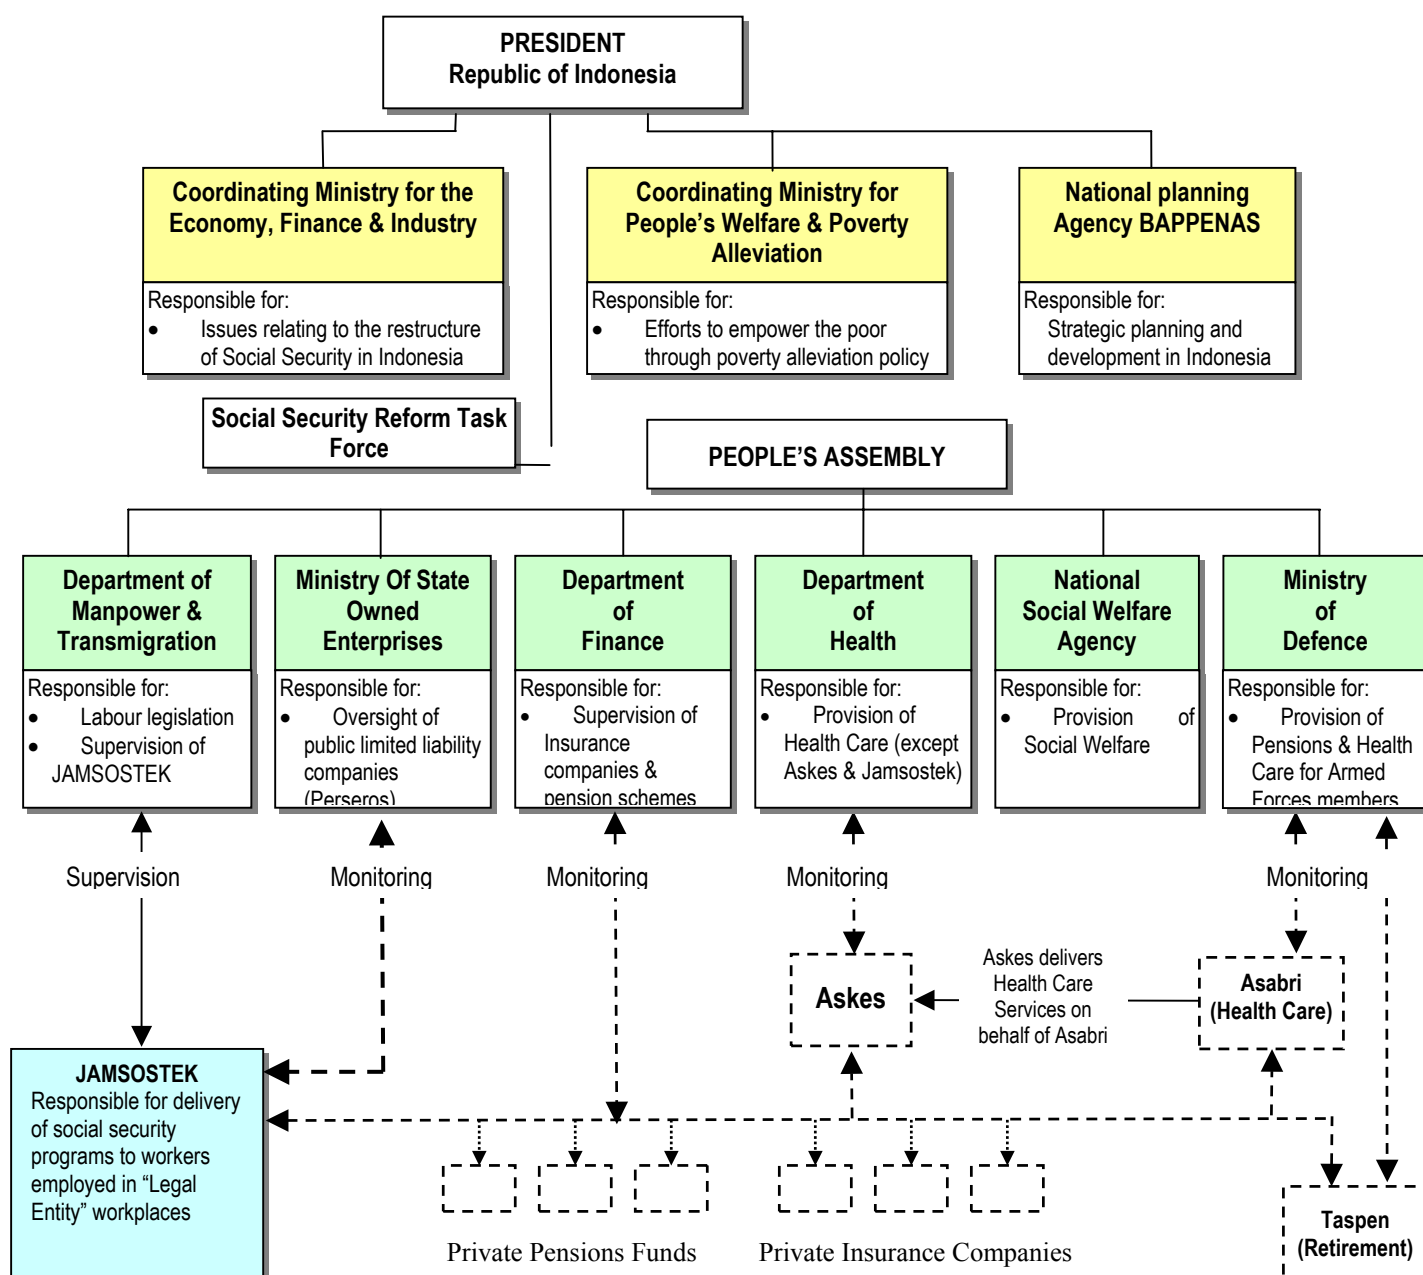 PRESIDENT
Republic of Indonesia
Coordinating Ministry for the
Economy, Finance & Industry
Responsible for:
• Issues relating to the restructure
of Social Security in Indonesia
Coordinating Ministry for
People's Welfare & Poverty
Alleviation
Responsible for:
• Efforts to empower the poor
through poverty alleviation policy
National planning
Agency BAPPENAS
Responsible for:
Strategic planning and
development in Indonesia
Social Security Reform Task
Force
PEOPLE'S ASSEMBLY
Department of
Manpower &
Transmigration
Responsible for:
• Labour legislation
• Supervision of
JAMSOSTEK
Ministry Of State
Owned
Enterprises
Responsible for:
• Oversight of
public limited liability
companies
(Perseros)
Department
of
Finance
Responsible for:
• Supervision of
Insurance
companies &
pension schemes
Department
of
Health
Responsible for:
• Provision of
Health Care (except
Askes & Jamsostek)
National
Social Welfare
Agency
Responsible for:
• Provision of
Social Welfare
Ministry
of
Defence
Responsible for:
• Provision of
Pensions & Health
Care for Armed
Forces members
Supervision
Monitoring
Monitoring
Monitoring
Monitoring
Askes
Askes delivers
Health Care
Services on
behalf of Asabri
Asabri
(Health Care)
JAMSOSTEK
Responsible for delivery
of social security
programs to workers
employed in “Legal
Entity” workplaces
Private Pensions Funds
Private Insurance Companies
Taspen
(Retirement)